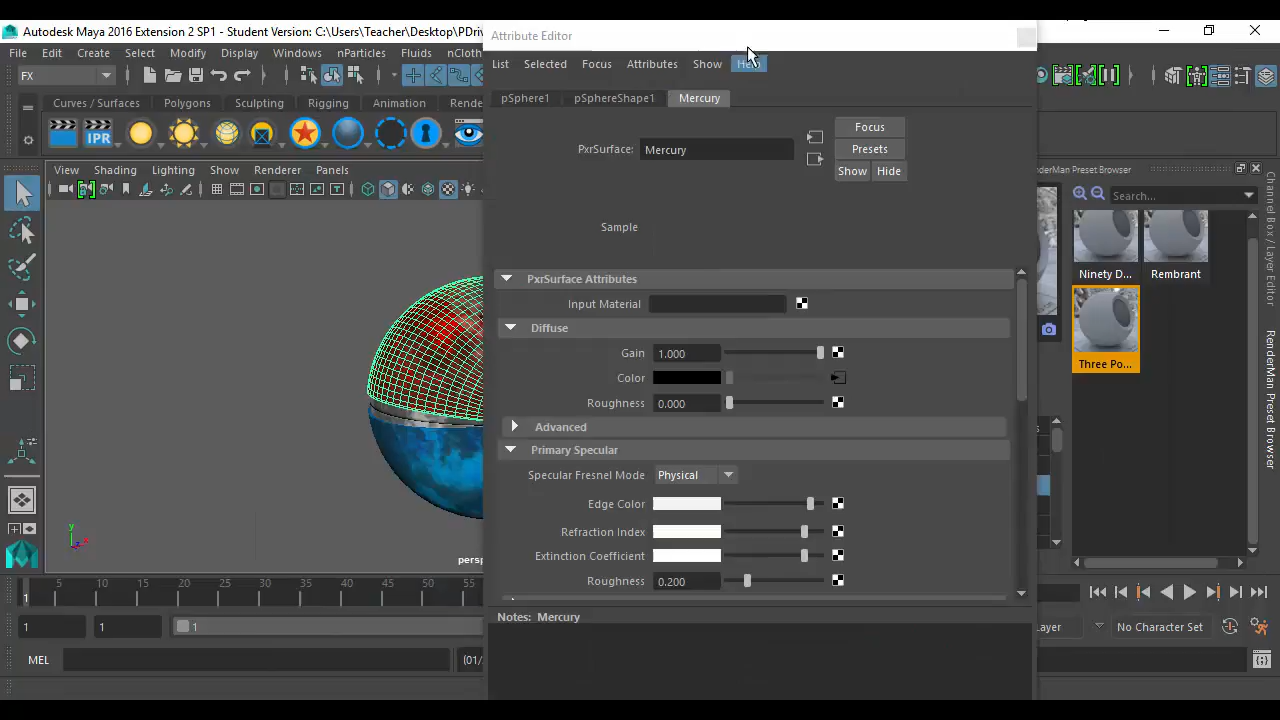 Autodesk Maya 2016 Extension 2 SP1 - Student Version: C:\Users\Teacher\Desktop\PDriv
Attribute Editor
File Edit Create Select Modify Display Windows nParticles Fluids nCloth
List Selected Focus Attributes Show Help
FX
Curves / Surfaces Polygons Sculpting Rigging Animation Rende
IPR
pSphere1 pSphereShape1 Mercury
PxrSurface: Mercury
Focus
Presets
Show Hide
View Shading Lighting Show Renderer Panels
Sample
PxrSurface Attributes
Input Material
Diffuse
Gain 1.000
Color
Roughness 0.000
Advanced
Primary Specular
Specular Fresnel Mode Physical
Edge Color
Refraction Index
Extinction Coefficient
Roughness 0.200
Notes: Mercury
nderMan Preset Browser
Search...
Ninety D... Rembrant
Three Po...
Channel Box / Layer Editor
RenderMan Preset Browser
y
x
persp
5 10 15 20 25 30 35 40 45 50 55
1
1 1 1
Layer No Character Set
MEL (01/